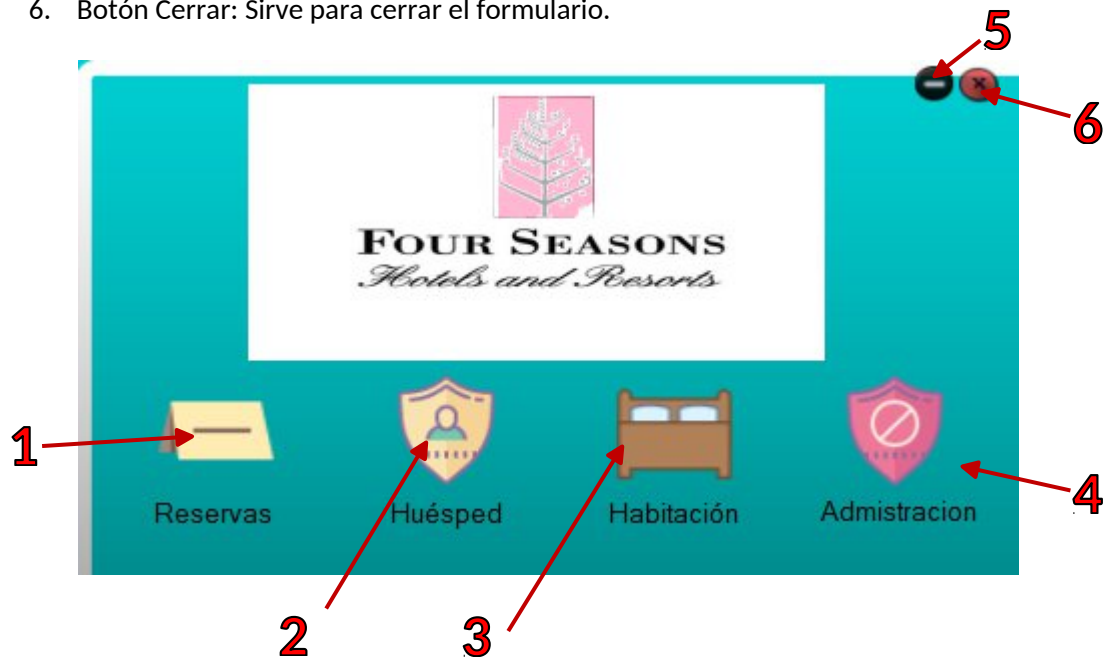 6. Botón Cerrar: Sirve para cerrar el formulario.
5
6
FOUR SEASONS
Hotels and Resorts
1
4
Reservas Huésped Habitación Admistracion
2 3